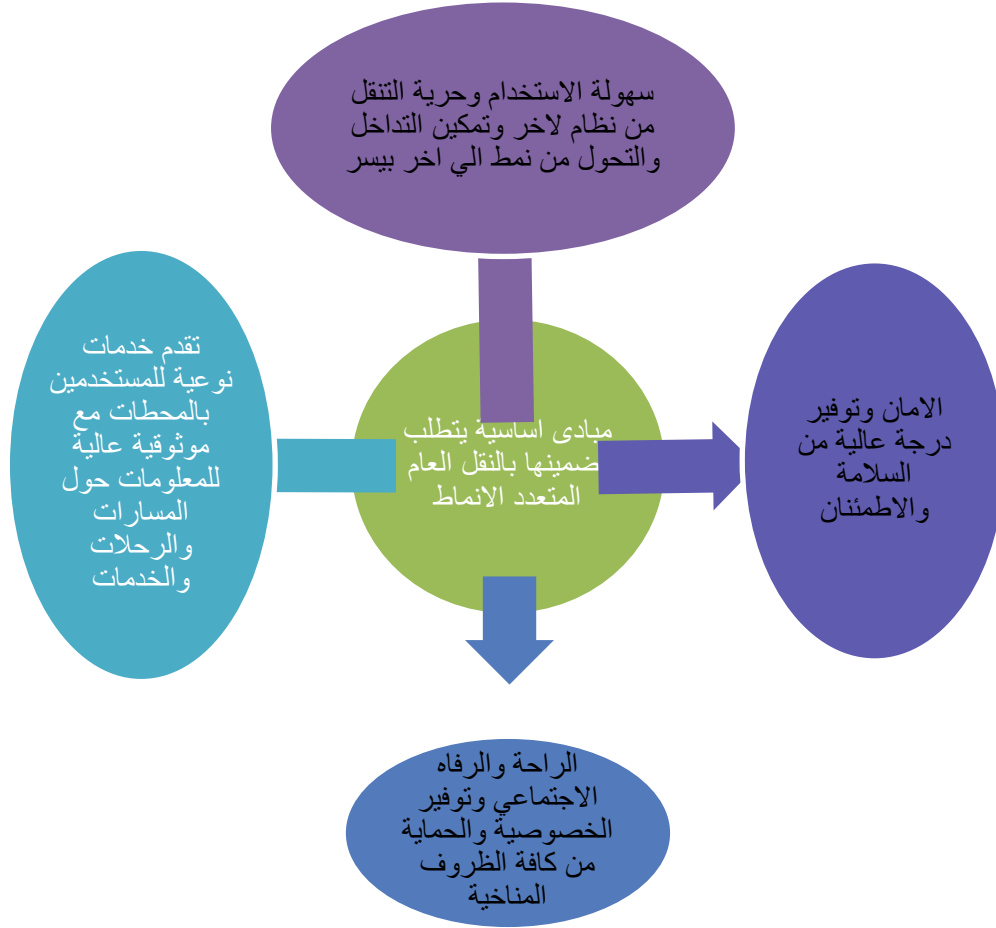 سهولة الاستخدام وحرية التنقل
من نظام لاخر وتمكين التداخل
والتحول من نمط الي اخر بيسر
الامان وتوفير
درجة عالية من
السلامة
والاطمئنان
مبادى اساسية يتطلب
ضمينها بالنقل العام
المتعدد الانماط
تقدم خدمات
نوعية للمستخدمين
بالمحطات مع
موثوقية عالية
للمعلومات حول
المسارات
والرحلات
والخدمات
الراحة والرفاه
الاجتماعي وتوفير
الخصوصية والحماية
من كافة الظروف
المناخية